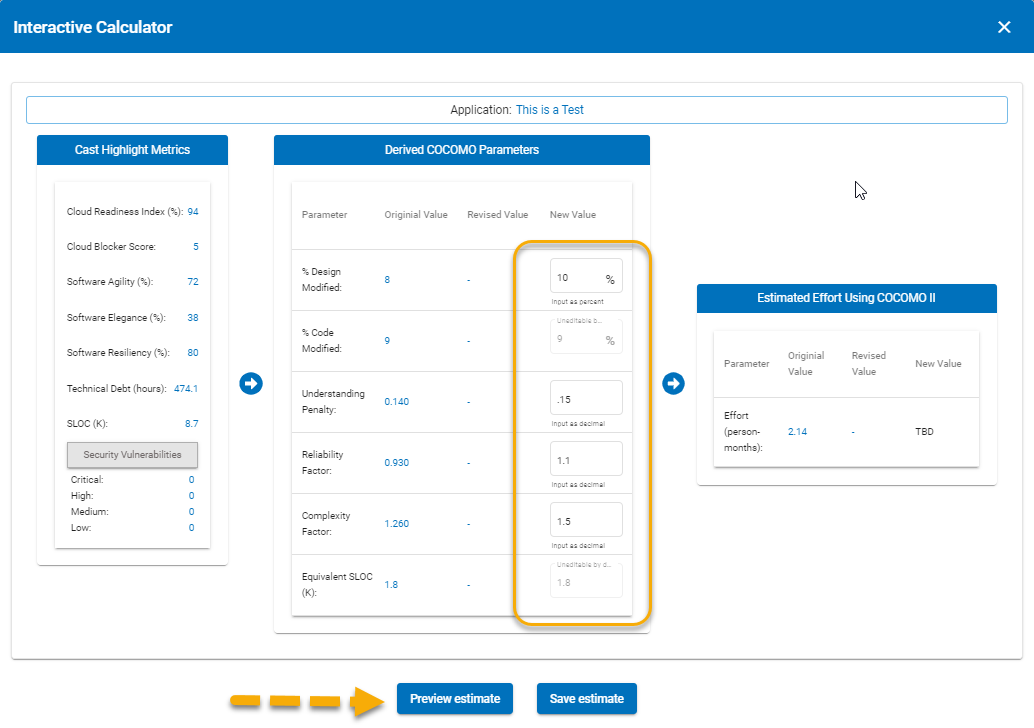 Interactive Calculator
Application: This is a Test
Cast Highlight Metrics
Cloud Readiness Index (%): 94
Cloud Blocker Score: 5
Software Agility (%): 72
Software Elegance (%): 38
Software Resiliency (%): 80
Technical Debt (hours): 474.1
SLOC (K): 8.7
Security Vulnerabilities
Critical: 0
High: 0
Medium: 0
Low: 0
Derived COCOMO Parameters
Parameter Originial Value Revised Value New Value
% Design
Modified: 8 - 10 %
Input as percent
Uneditable b...
% Code
Modified: 9 - 9 %
Understanding
Penalty: 0.140 - .15
Input as decimal
Reliability
Factor: 0.930 - 1.1
Input as decimal
Complexity
Factor: 1.260 - 1.5
Input as decimal
Uneditable by d...
Equivalent SLOC
(K): 1.8 - 1.8
Estimated Effort Using COCOMO II
Parameter Originial
Value Revised
Value New Value
Effort
(person-
months): 2.14 - TBD
Preview estimate
Save estimate